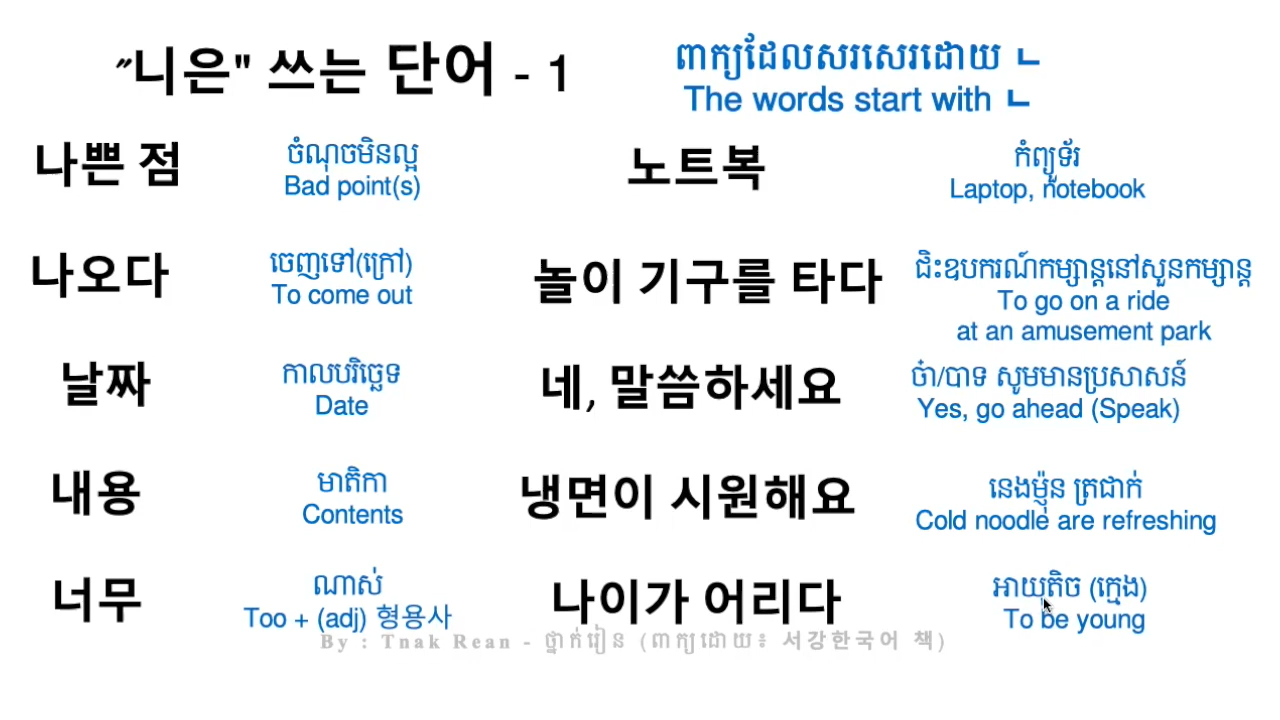 "니은" 쓰는 단어 - 1
ពាក្យដែលសរសេរដោយ ㄴ
The words start with ㄴ
나쁜 점
ចំណុចមិនល្អ
Bad point(s)
노트북
កំព្យូទ័រ
Laptop, notebook
나오다
ចេញទៅ(ក្រៅ)
To come out
놀이 기구를 타다
ជិះឧបករណ៍កម្សាន្តនៅសួនកម្សាន្ត
To go on a ride
at an amusement park
날짜
កាលបរិច្ឆេទ
Date
네, 말씀하세요
ចា៎/បាទ សូមមានប្រសាសន៍
Yes, go ahead (Speak)
내용
មាតិកា
Contents
냉면이 시원해요
នេងម្យ៉ុន ត្រជាក់
Cold noodle are refreshing
너무
ណាស់
Too + (adj) 형용사
나이가 어리다
អាយុតិច (ក្មេង)
To be young
By : Tnak Rean - ថ្នាក់រៀន (ពាក្យដោយ៖ 서강한국어 책)